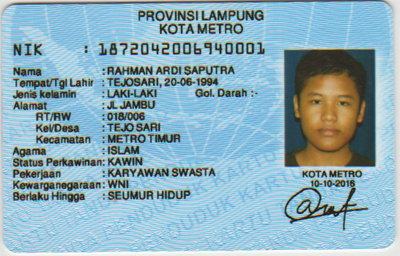 PROVINSI LAMPUNG
KOTA METRO
NIK : 1872042006940001
Nama : RAHMAN ARDI SAPUTRA
Tempat/Tgl Lahir : TEJOSARI, 20-06-1994
Jenis kelamin : LAKI-LAKI Gol. Darah :-
Alamat : JL JAMBU
RT/RW : 018/006
Kel/Desa : TEJO SARI
Kecamatan : METRO TIMUR
Agama : ISLAM
Status Perkawinan: KAWIN
Pekerjaan : KARYAWAN SWASTA
Kewarganegaraan: WNI
Berlaku Hingga : SEUMUR HIDUP
KOTA METRO
10-10-2016